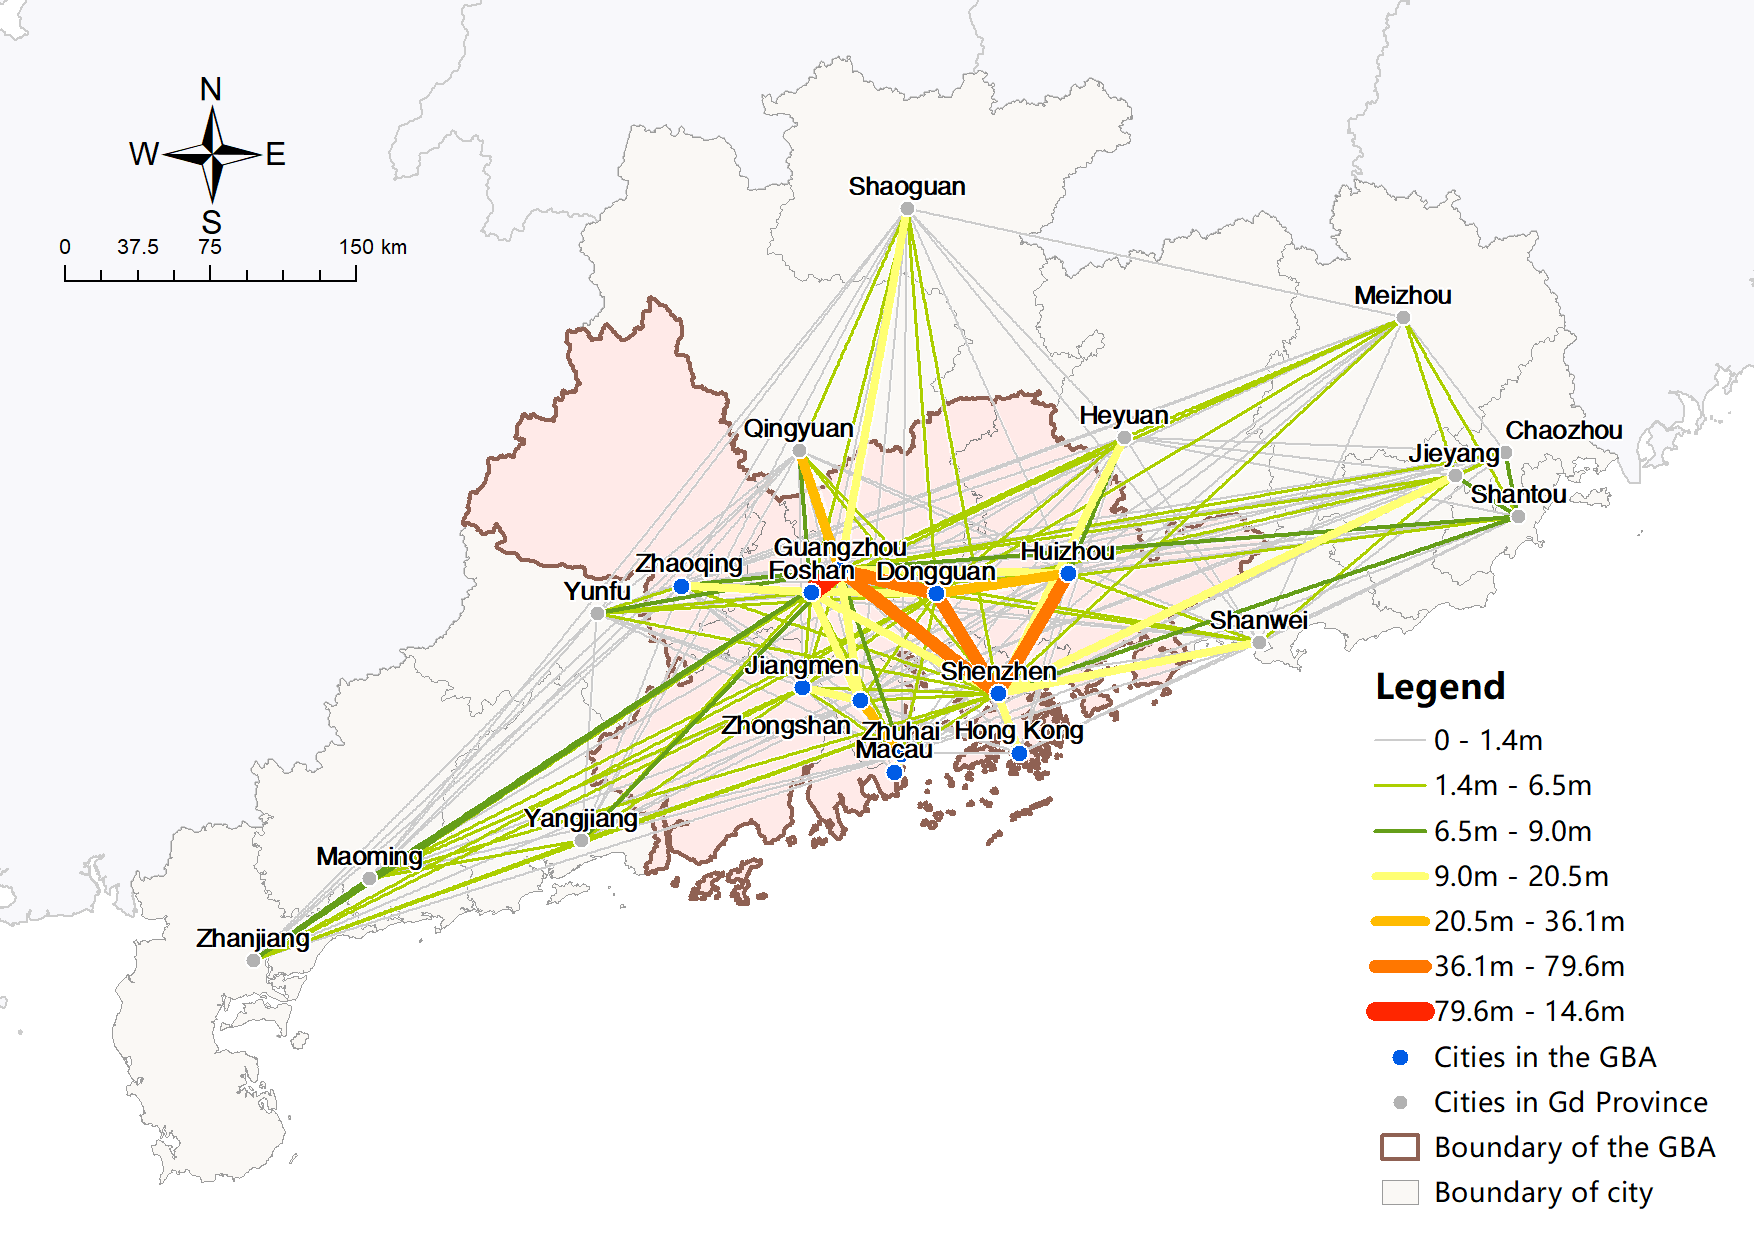 N
W
E
S
0 37.5 75 150 km
Shaoguan
Meizhou
Heyuan
Qingyuan
Chaozhou
Jieyang
Shantou
Guangzhou
Huizhou
Zhaoqing
Foshan
Dongguan
Yunfu
Shanwei
Jiangmen
Shenzhen
Zhongshan
Zhuhai
Hong Kong
Macau
Yangjiang
Maoming
Zhanjiang
Legend
0 - 1.4m
1.4m - 6.5m
6.5m - 9.0m
9.0m - 20.5m
20.5m - 36.1m
36.1m - 79.6m
79.6m - 14.6m
Cities in the GBA
Cities in Gd Province
Boundary of the GBA
Boundary of city